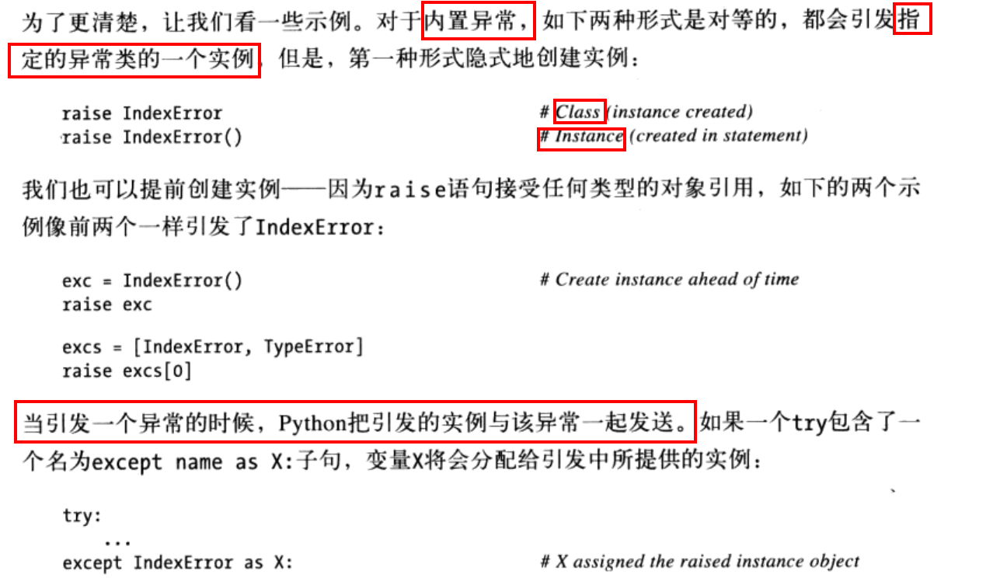 为了更清楚，让我们看一些示例。对于内置异常，如下两种形式是对等的，都会引发指
定的异常类的一个实例，但是，第一种形式隐式地创建实例：
raise IndexError # Class (instance created)
raise IndexError() # Instance (created in statement)
我们也可以提前创建实例——因为raise语句接受任何类型的对象引用，如下的两个示
例像前两个一样引发了IndexError：
exc = IndexError() # Create instance ahead of time
raise exc
excs = [IndexError, TypeError]
raise excs[0]
当引发一个异常的时候，Python把引发的实例与该异常一起发送。如果一个try包含了一
个名为except name as X:子句，变量X将会分配给引发中所提供的实例：
try:
...
except IndexError as X: # X assigned the raised instance object